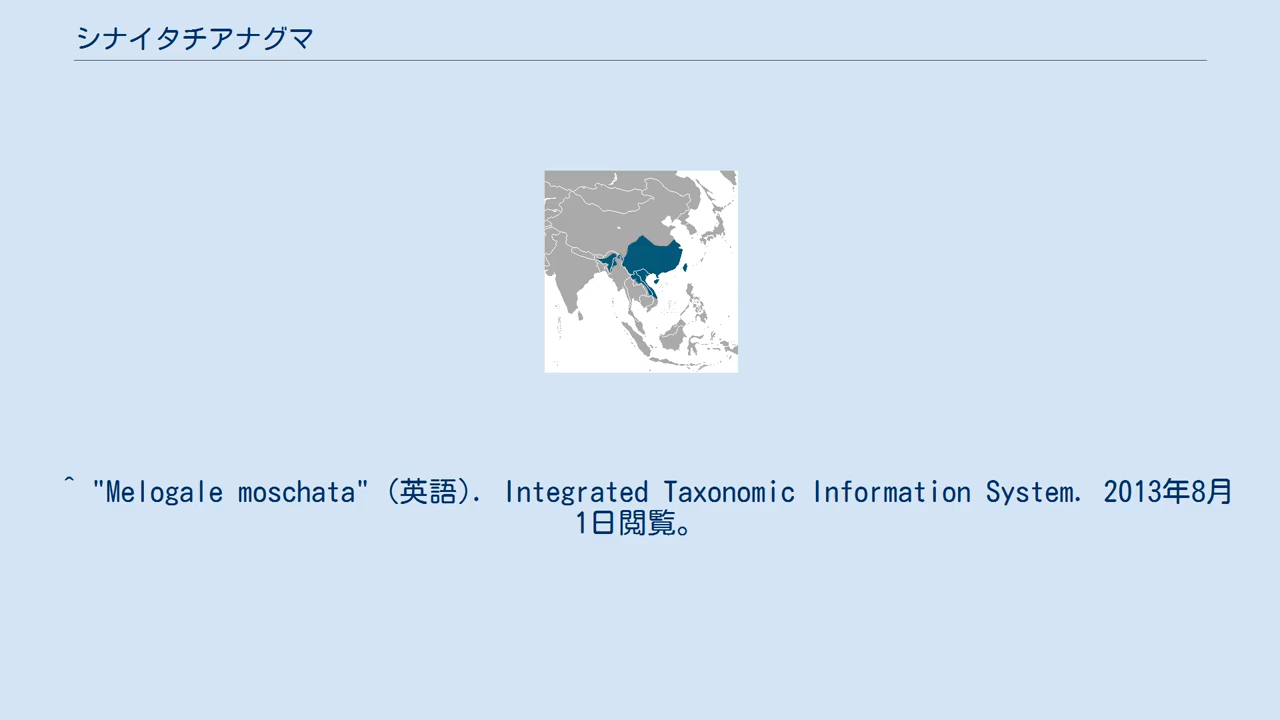 シナイタチアナグマ
^ "Melogale moschata" (英語). Integrated Taxonomic Information System. 2013年8月
1日閲覧。